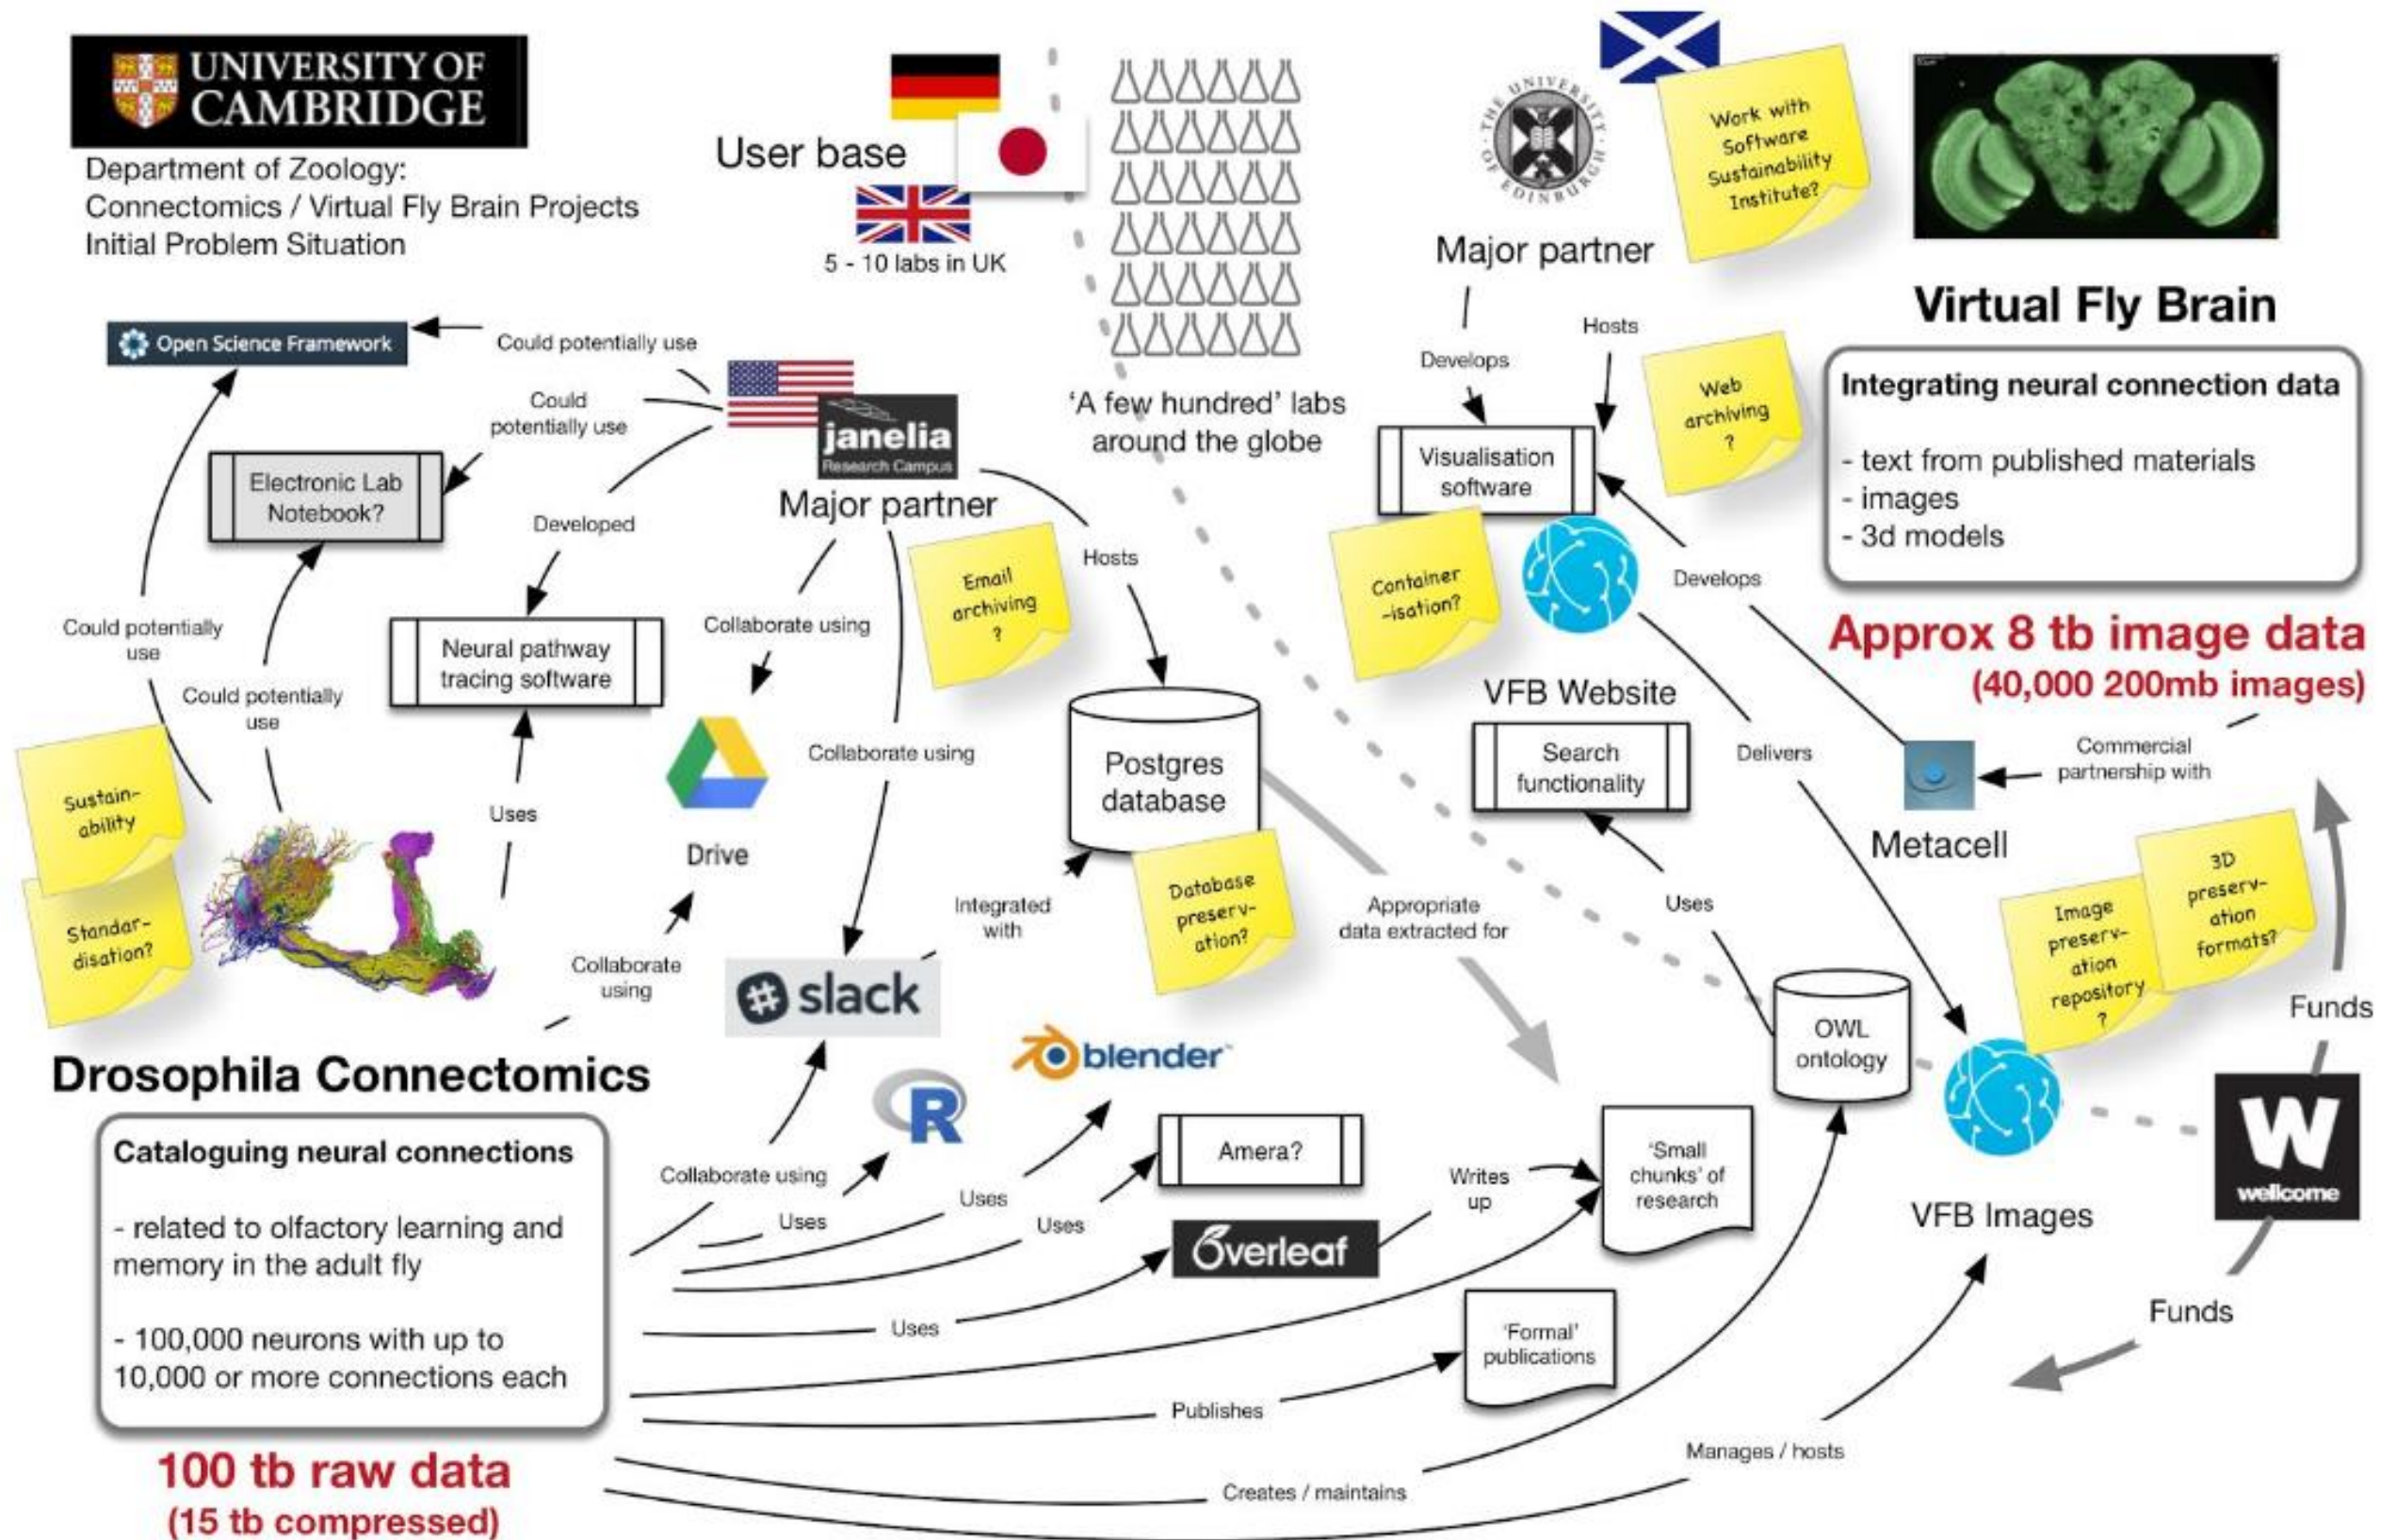 UNIVERSITY OF
CAMBRIDGE
Department of Zoology:
Connectomics / Virtual Fly Brain Projects
Initial Problem Situation
User base
5 - 10 labs in UK
'A few hundred' labs
around the globe
THE UNIVERSITY
OF EDINBURGH
Major partner
Work with
Software
Sustainability
Institute?
Virtual Fly Brain
Integrating neural connection data
- text from published materials
- images
- 3d models
Approx 8 tb image data
(40,000 200mb images)
Open Science Framework
Could potentially use
Could
potentially use
janelia
Research Campus
Major partner
Electronic Lab
Notebook?
Developed
Neural pathway
tracing software
Could potentially
use
Could potentially
use
Uses
Sustain-
ability
Standar-
disation?
Collaborate using
Drive
Collaborate using
Email
archiving
?
Hosts
Postgres
database
Database
preserv-
ation?
Integrated
with
Collaborate
using
slack
Appropriate
data extracted for
Develops
Hosts
Visualisation
software
Web
archiving
?
Container
-isation?
Develops
VFB Website
Search
functionality
Delivers
Uses
Commercial
partnership with
Metacell
Image
preserv-
ation
repository
?
3D
preserv-
ation
formats?
Funds
OWL
ontology
VFB Images
wellcome
Funds
Drosophila Connectomics
Cataloguing neural connections
- related to olfactory learning and
memory in the adult fly
- 100,000 neurons with up to
10,000 or more connections each
100 tb raw data
(15 tb compressed)
Collaborate using
Uses
R
Uses
blender
Uses
Amera?
Uses
Overleaf
Writes
up
'Small
chunks' of
research
Publishes
'Formal'
publications
Creates / maintains
Manages / hosts